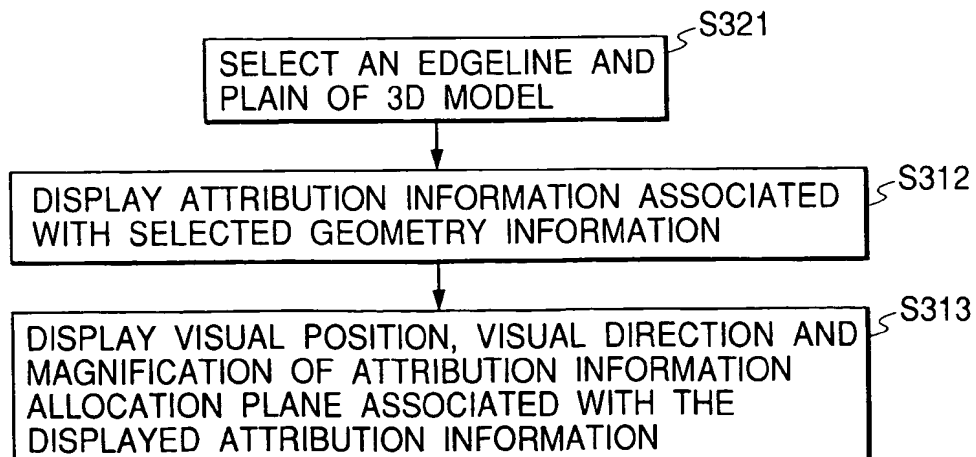 S321
SELECT AN EDGELINE AND
PLAIN OF 3D MODEL
S312
DISPLAY ATTRIBUTION INFORMATION ASSOCIATED
WITH SELECTED GEOMETRY INFORMATION
S313
DISPLAY VISUAL POSITION, VISUAL DIRECTION AND
MAGNIFICATION OF ATTRIBUTION INFORMATION
ALLOCATION PLANE ASSOCIATED WITH THE
DISPLAYED ATTRIBUTION INFORMATION